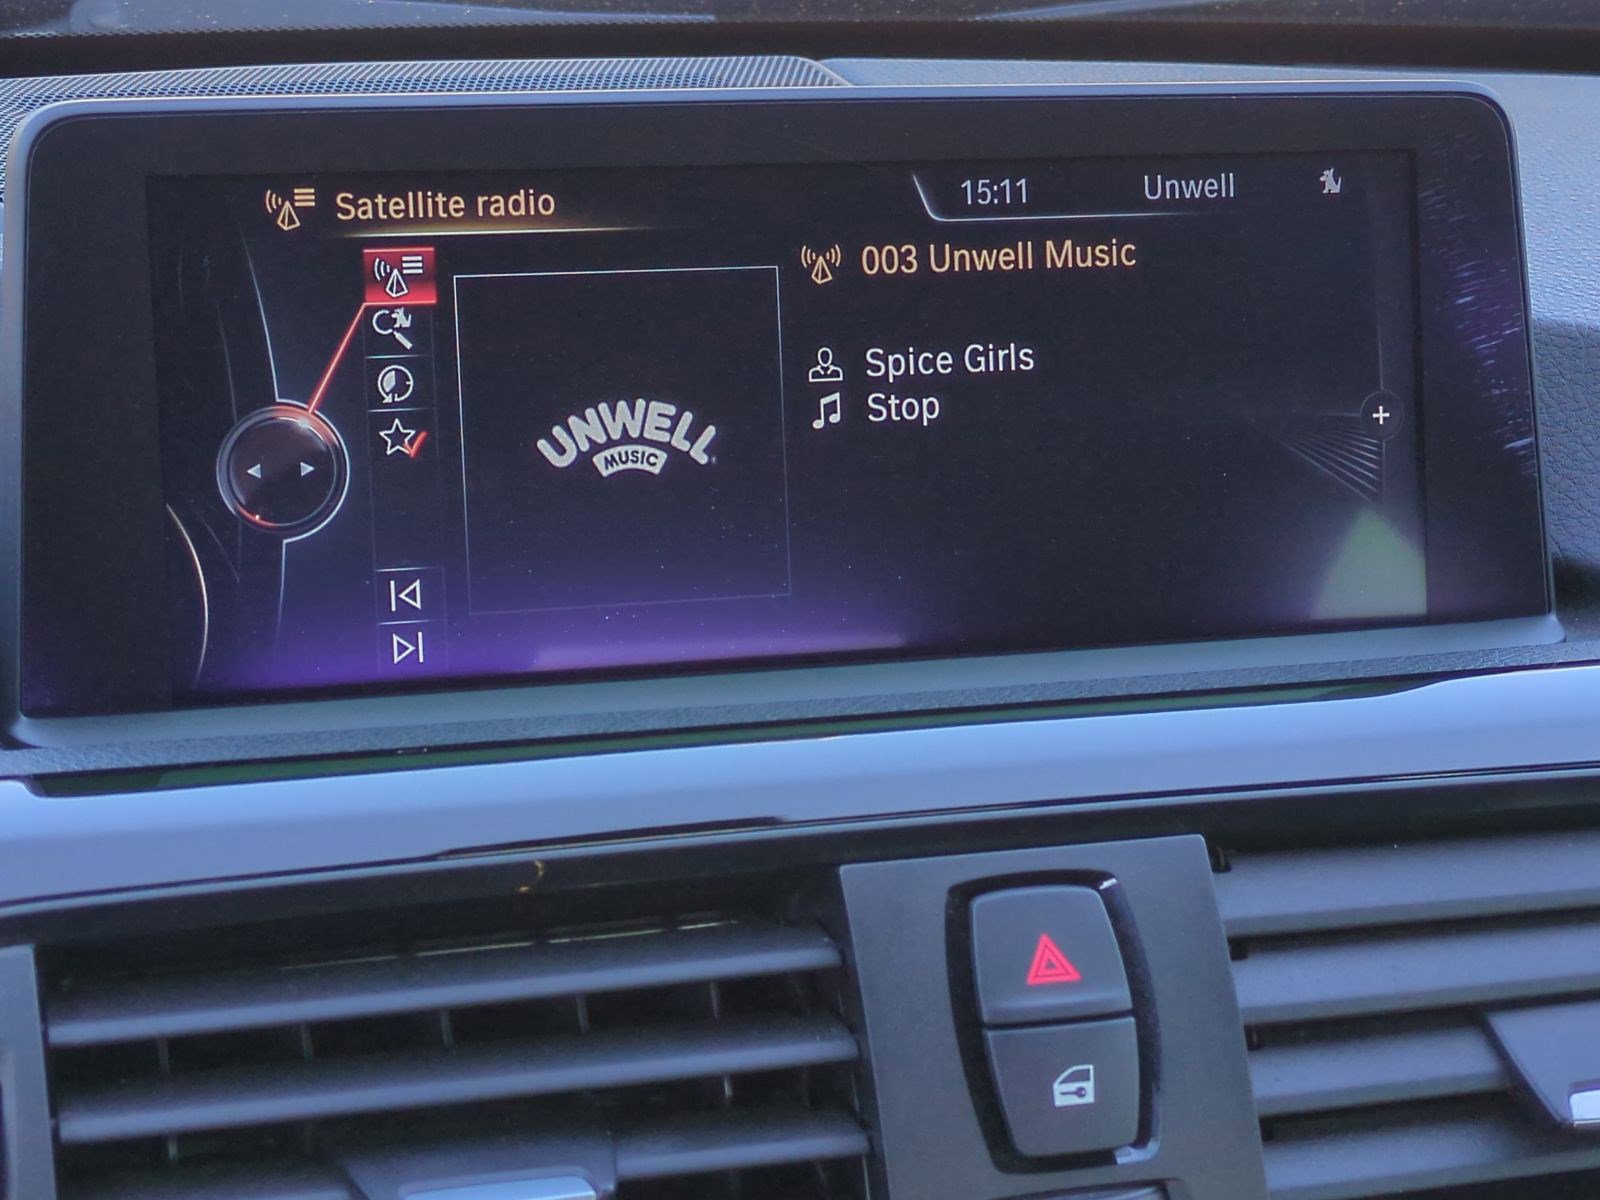 Satellite radio
15:11
Unwell
003 Unwell Music
Spice Girls
Stop
UNWELL
MUSIC